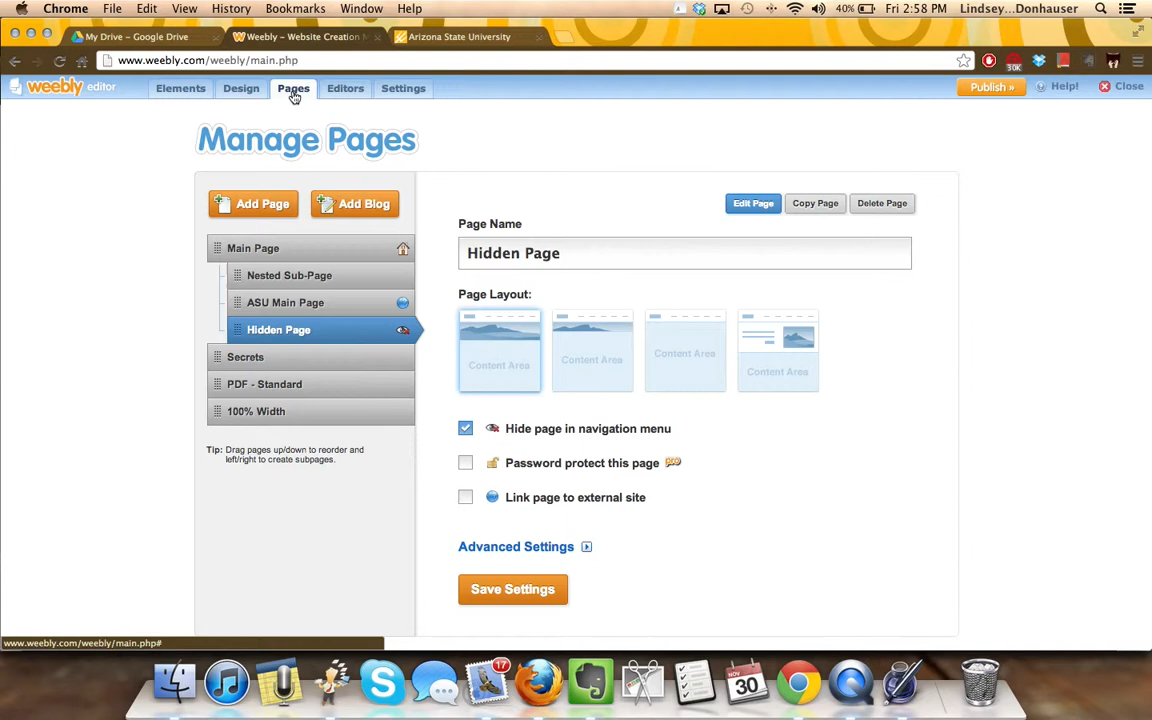 Chrome File Edit View History Bookmarks Window Help 40% Fri 2:58 PM Lindsey...Donhauser
My Drive – Google Drive Weebly – Website Creation M Arizona State University
www.weebly.com/weebly/main.php 30K
weebly editor Elements Design Pages Editors Settings Publish » Help! Close
Manage Pages
Add Page Add Blog Edit Page Copy Page Delete Page
Page Name
Main Page
Hidden Page
Nested Sub-Page
ASU Main Page
Hidden Page
Secrets
PDF - Standard
100% Width
Tip: Drag pages up/down to reorder and
left/right to create subpages.
Page Layout:
Content Area Content Area Content Area Content Area
Hide page in navigation menu
Password protect this page
Link page to external site
Advanced Settings
Save Settings
www.weebly.com/weebly/main.php#
17
NOV
30